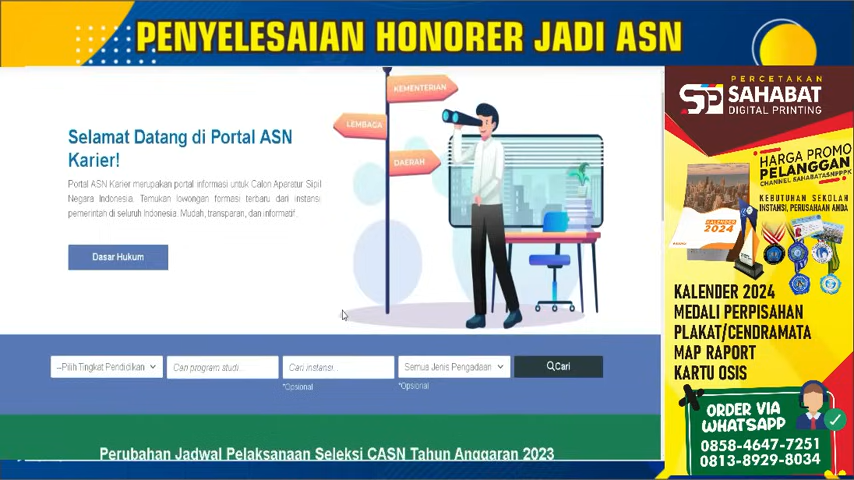 PENYELESAIAN HONORER JADI ASN
KEMENTERIAN
LEMBAGA
DAERAH
Selamat Datang di Portal ASN
Karier!
Portal ASN Karier merupakan portal informasi untuk Calon Aparatur Sipil
Negara Indonesia. Temukan lowongan formasi terbaru dari instansi
pemerintah di seluruh Indonesia. Mudah, transparan, dan informatif.
Dasar Hukum
--Pilih Tingkat Pendidikan
Cari program studi...
Cari instansi...
Semua Jenis Pengadaan
Cari
*Opsional
*Opsional
Perubahan Jadwal Pelaksanaan Seleksi CASN Tahun Anggaran 2023
PERCETAKAN
SP SAHABAT
DIGITAL PRINTING
HARGA PROMO
PELANGGAN
CHANNEL SAHABATASNPPPK
KEBUTUHAN SEKOLAH
INSTANSI, PERUSAHAAN ANDA
KALENDER
2024
KALENDER 2024
MEDALI PERPISAHAN
PLAKAT/CENDRAMATA
MAP RAPORT
KARTU OSIS
ORDER VIA
WHATSAPP
0858-4647-7251
0813-8929-8034